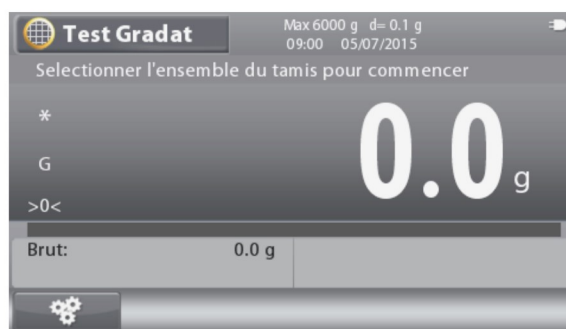 Test Gradat
Max 6000 g d= 0.1 g
09:00 05/07/2015
Selectionner l'ensemble du tamis pour commencer
*
G
>0<
0.0 g
Brut: 0.0 g